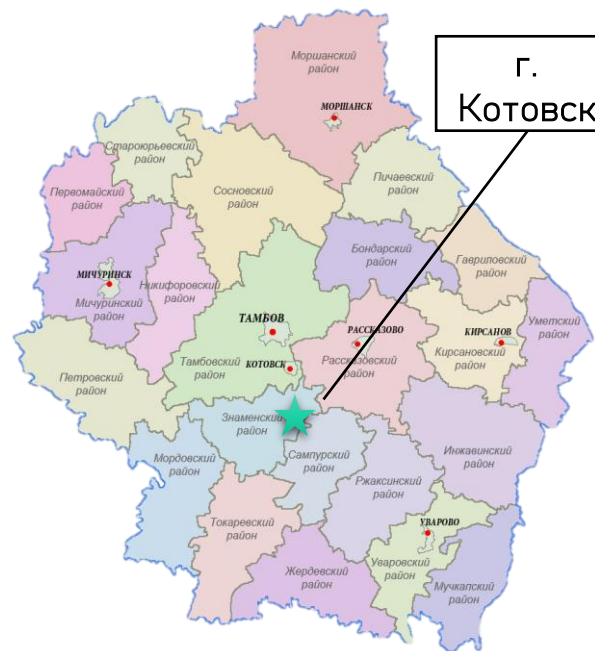 Моршанский
район
г.
Котовск
МОРШАНСК
Староюрьевский
район
Пичаевский
район
Первомайский
район
Сосновский
район
Бондарский
район
Гавриловский
район
МИЧУРИНСК
Никифоровский
район
Мичуринский
район
ТАМБОВ
РАССКАЗОВО
КИРСАНОВ
Уметский
район
Тамбовский
район
КОТОВСК
Рассказовский
район
Кирсановский
район
Петровский
район
Знаменский
район
Мордовский
район
Сампурский
район
Инжавинский
район
Ржаксинский
район
Токаревский
район
УВАРОВО
Уваровский
район
Жердевский
район
Мучкапский
район